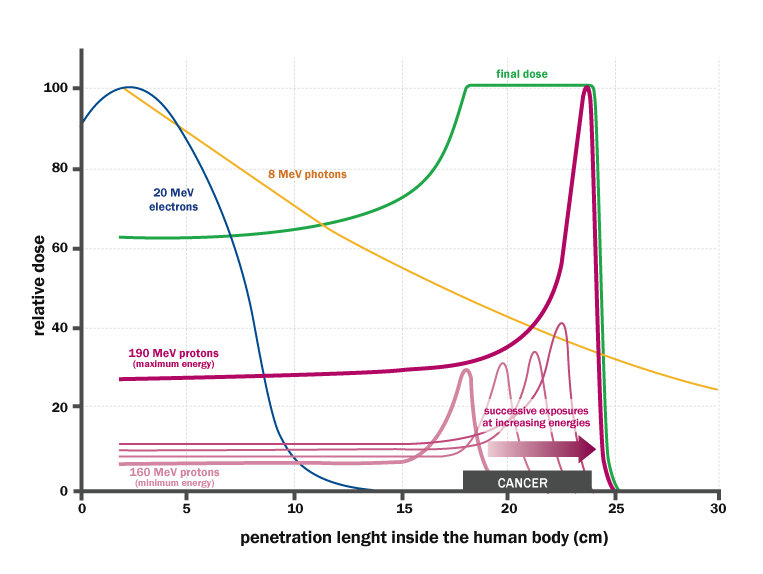 final dose
100
8 MeV photons
80
20 MeV
electrons
60
relative dose
40
190 MeV protons
(maximum energy)
20
successive exposures
at increasing energies
160 MeV protons
(minimum energy)
CANCER
0
0 5 10 15 20 25 30
penetration lenght inside the human body (cm)